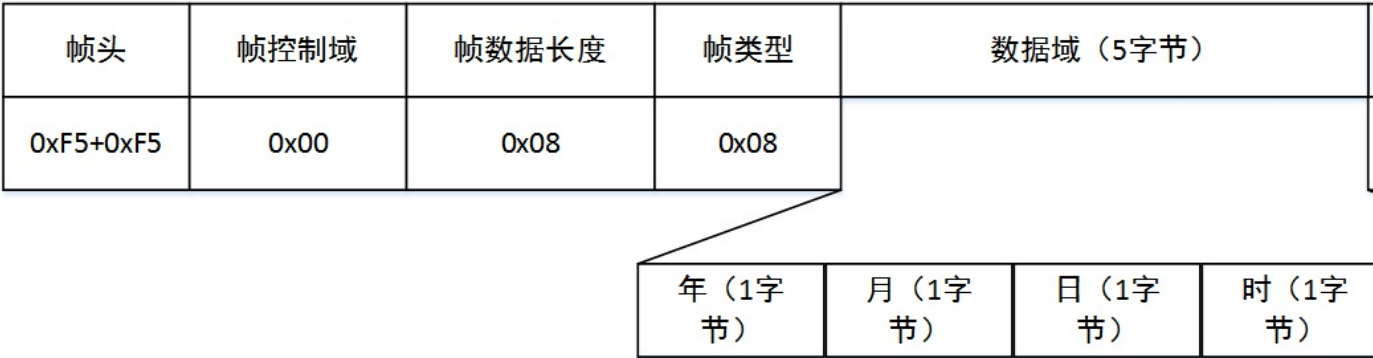 帧头 帧控制域 帧数据长度 帧类型 数据域（5字节）
0xF5+0xF5 0x00 0x08 0x08
年（1字 月（1字 日（1字 时（1字
节） 节） 节） 节）